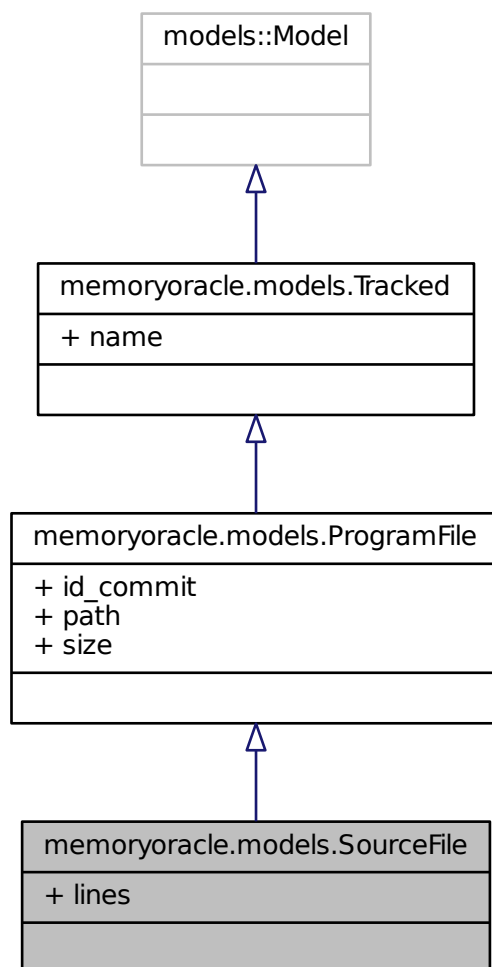 models::Model
memoryoracle.models.Tracked
+ name
memoryoracle.models.ProgramFile
+ id_commit
+ path
+ size
memoryoracle.models.SourceFile
+ lines